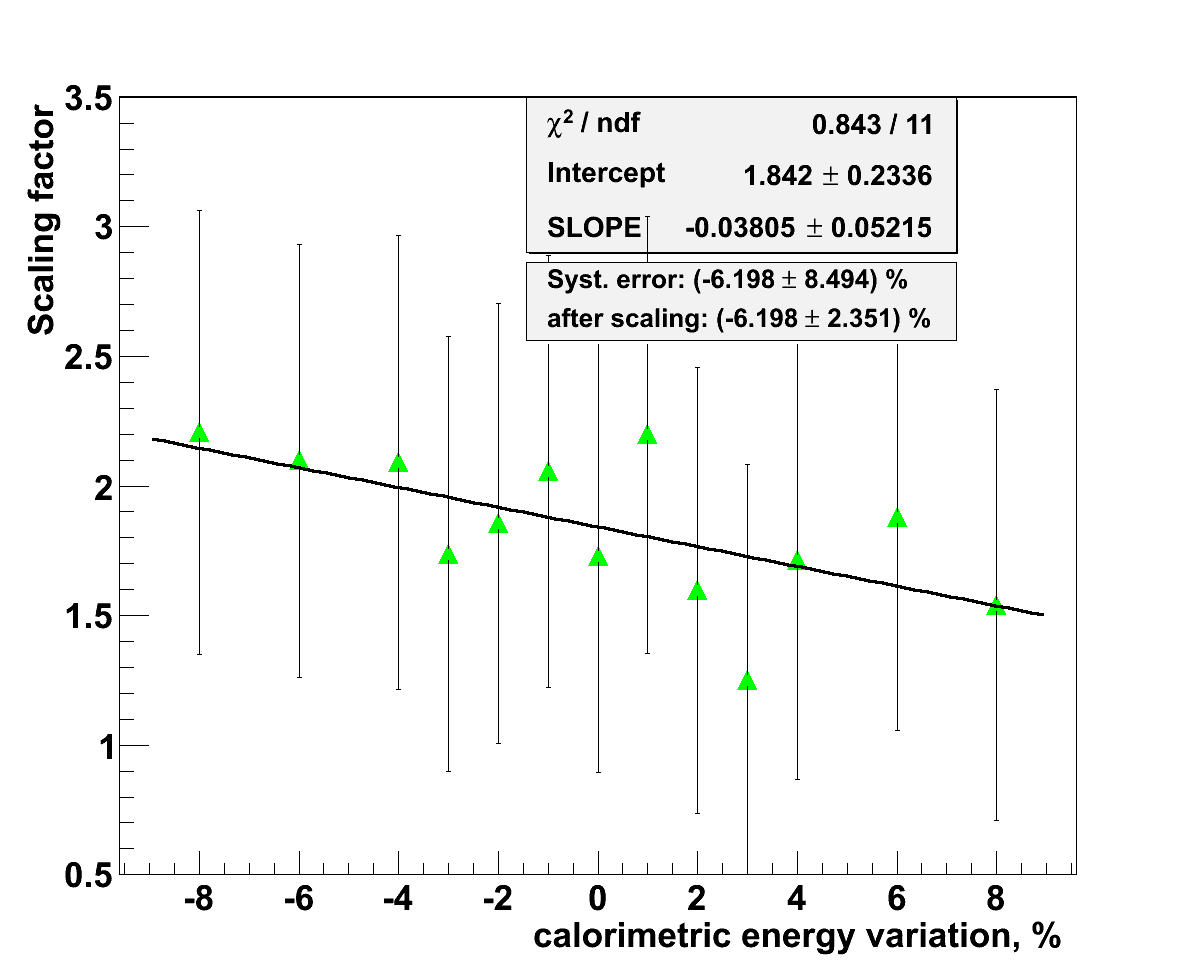 3.5
3
2.5
2
1.5
1
0.5
Scaling factor
χ² / ndf 0.843 / 11
Intercept 1.842 ± 0.2336
SLOPE -0.03805 ± 0.05215
Syst. error: (-6.198 ± 8.494) %
after scaling: (-6.198 ± 2.351) %
-8 -6 -4 -2 0 2 4 6 8
calorimetric energy variation, %